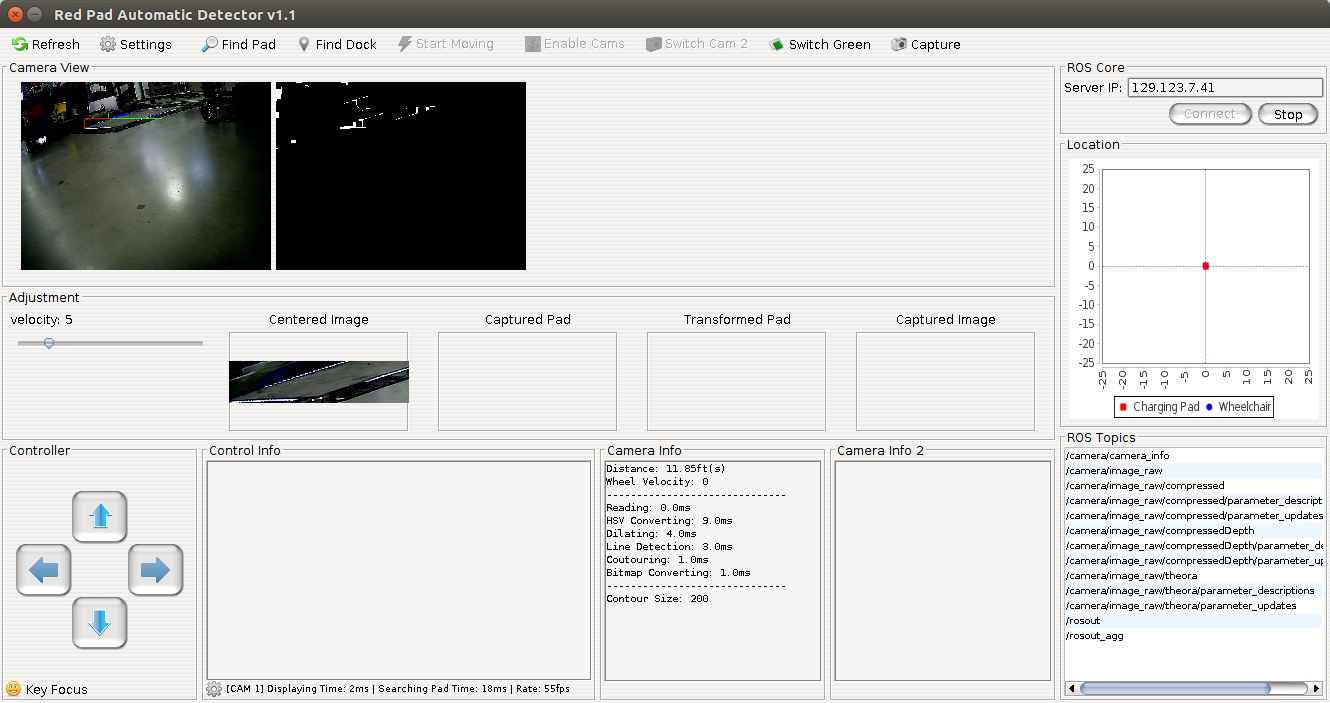 Red Pad Automatic Detector v1.1
Refresh Settings Find Pad Find Dock Start Moving Enable Cams Switch Cam 2 Switch Green Capture
Camera View
ROS Core
Server IP: 129.123.7.41
Connect Stop
Location
25
20
15
10
5
0
-5
-10
-15
-20
-25
-25 -20 -15 -10 -5 0 5 10 15 20 25
Charging Pad Wheelchair
Adjustment
velocity: 5
Centered Image
Captured Pad
Transformed Pad
Captured Image
Controller
Key Focus
Control Info
[CAM 1] Displaying Time: 2ms | Searching Pad Time: 18ms | Rate: 55fps
Camera Info
Distance: 11.85ft(s)
Wheel Velocity: 0
------------------------------
Reading: 0.0ms
HSV Converting: 9.0ms
Dilating: 4.0ms
Line Detection: 3.0ms
Coutouring: 1.0ms
Bitmap Converting: 1.0ms
------------------------------
Contour Size: 200
Camera Info 2
ROS Topics
/camera/camera_info
/camera/image_raw
/camera/image_raw/compressed
/camera/image_raw/compressed/parameter_descript
/camera/image_raw/compressed/parameter_updates
/camera/image_raw/compressedDepth
/camera/image_raw/compressedDepth/parameter_de
/camera/image_raw/compressedDepth/parameter_up
/camera/image_raw/theora
/camera/image_raw/theora/parameter_descriptions
/camera/image_raw/theora/parameter_updates
/rosout
/rosout_agg